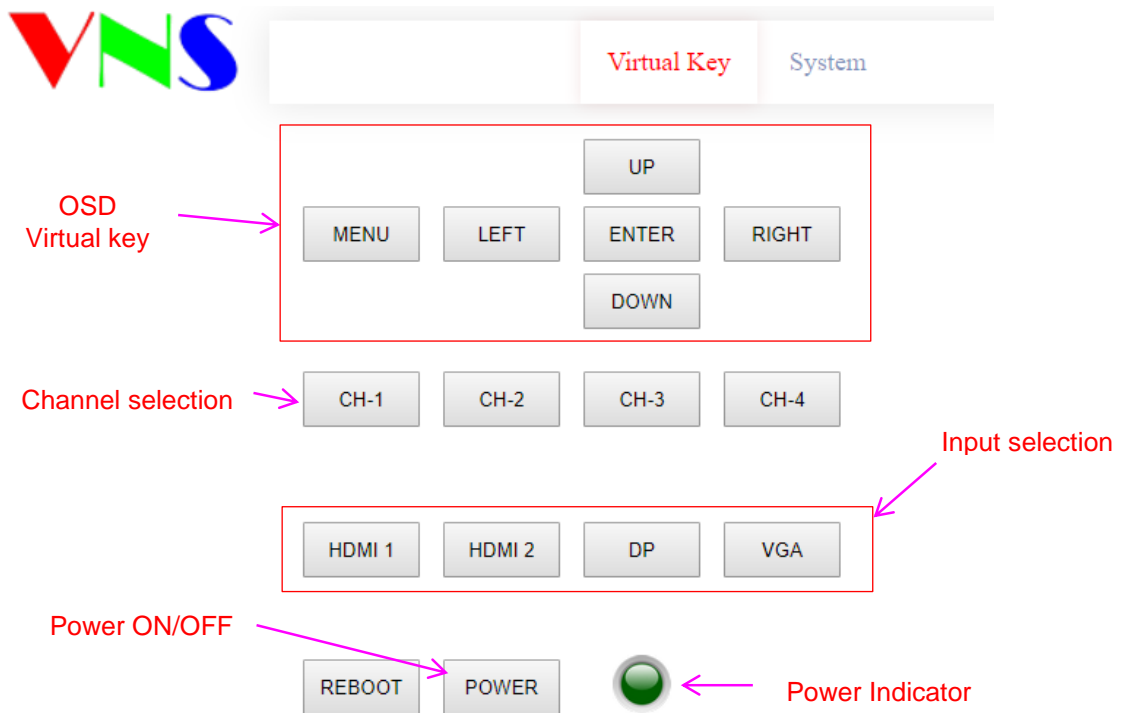 VNS
Virtual Key System
UP
OSD
Virtual key
MENU LEFT ENTER RIGHT
DOWN
Channel selection
CH-1 CH-2 CH-3 CH-4
Input selection
HDMI 1 HDMI 2 DP VGA
Power ON/OFF
REBOOT POWER
Power Indicator